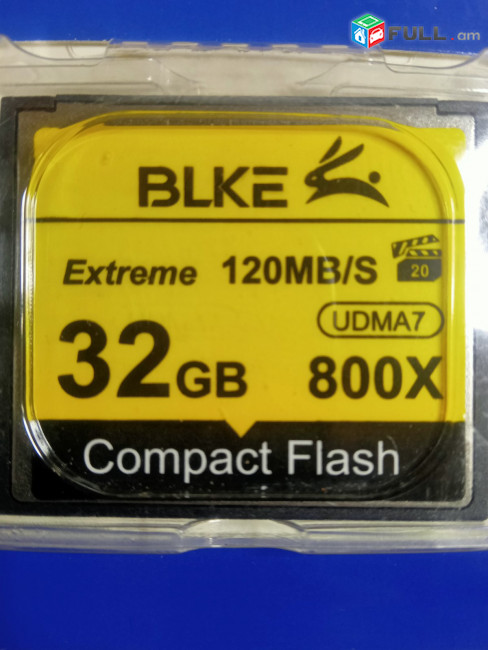 FULL.am
BLKE
Extreme 120MB/S 20
UDMA7
32GB 800X
Compact Flash